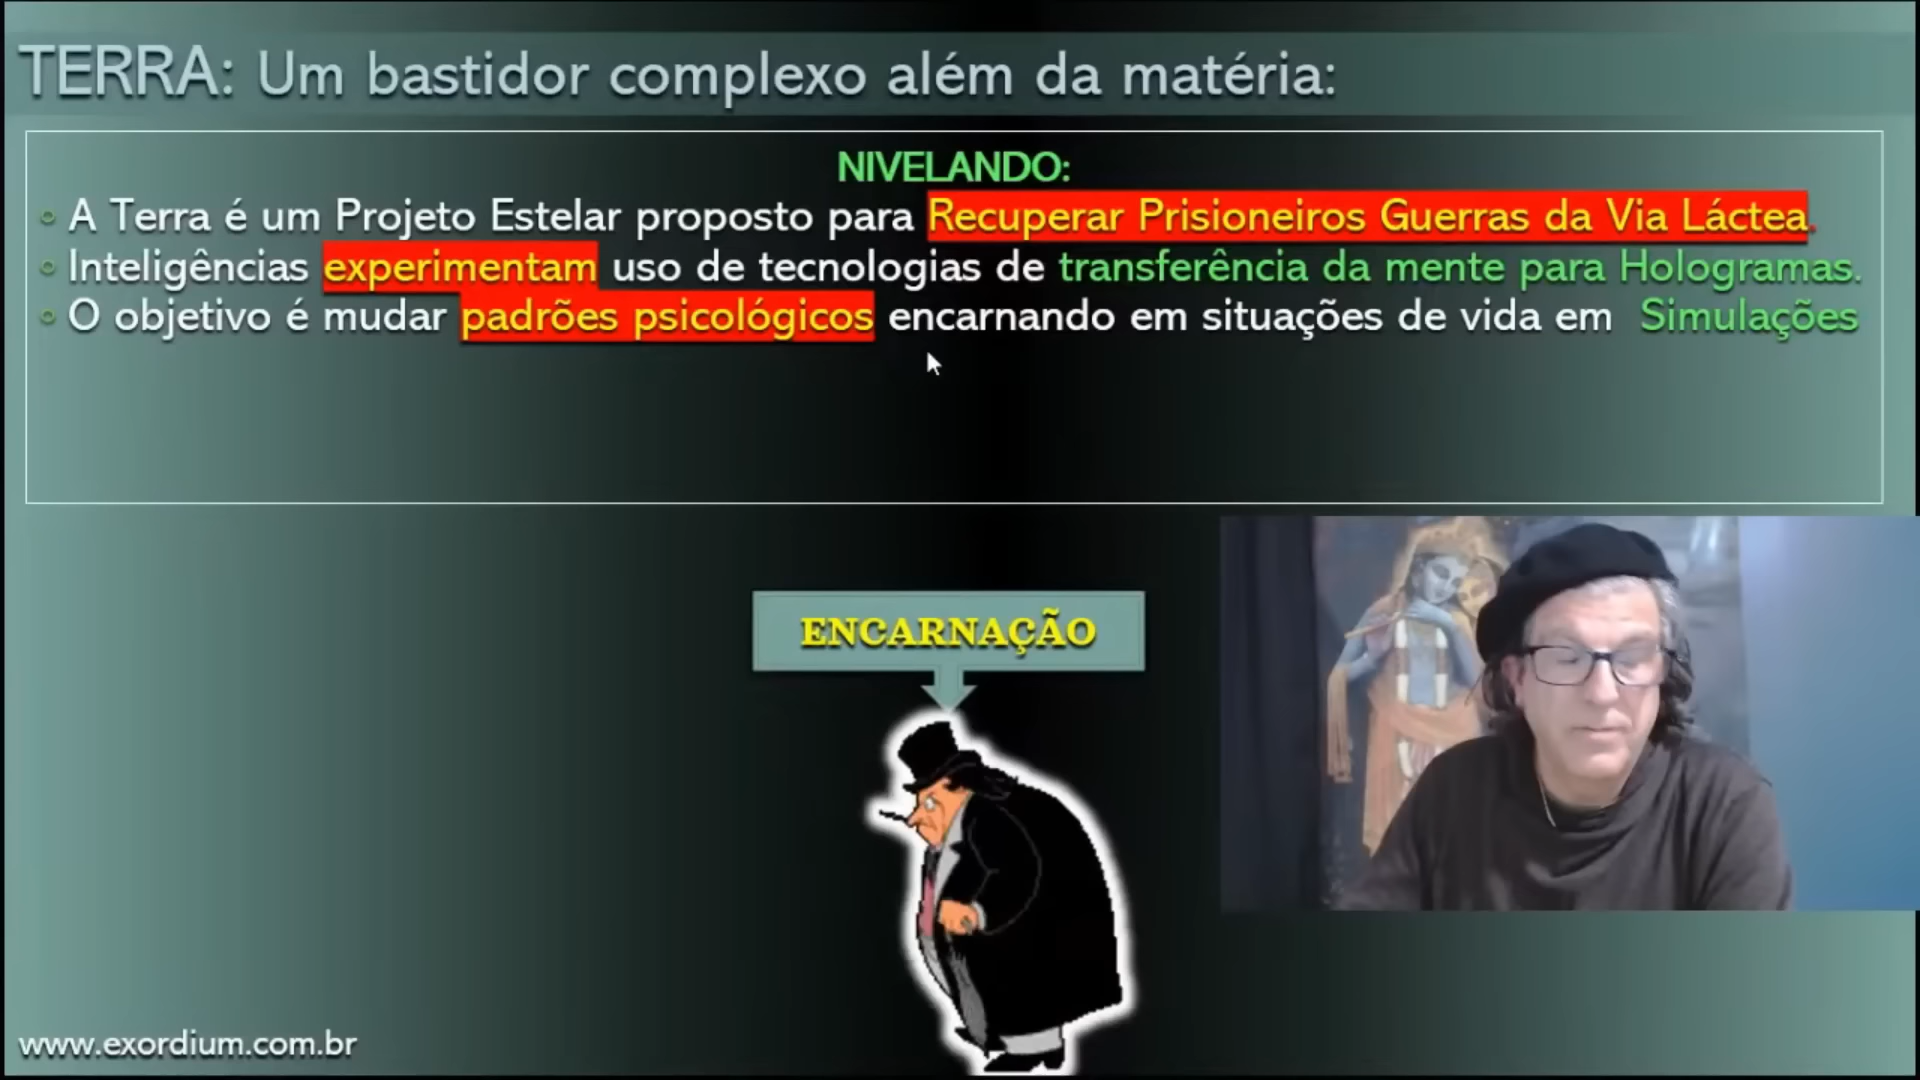 TERRA: Um bastidor complexo além da matéria:
NIVELANDO:
A Terra é um Projeto Estelar proposto para Recuperar Prisioneiros Guerras da Via Láctea.
Inteligências experimentam uso de tecnologias de transferência da mente para Hologramas.
O objetivo é mudar padrões psicológicos encarnando em situações de vida em Simulações
ENCARNAÇÃO
www.exordium.com.br